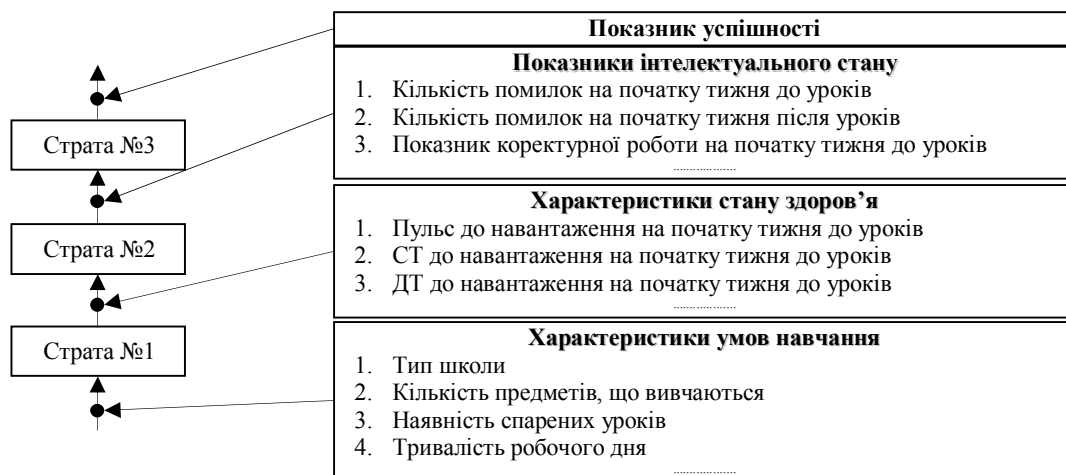 Показник успішності
Показники інтелектуального стану
1. Кількість помилок на початку тижня до уроків
2. Кількість помилок на початку тижня після уроків
3. Показник коректурної роботи на початку тижня до уроків
....................
Страта №3
Характеристики стану здоров’я
1. Пульс до навантаження на початку тижня до уроків
2. СТ до навантаження на початку тижня до уроків
3. ДТ до навантаження на початку тижня до уроків
....................
Страта №2
Характеристики умов навчання
1. Тип школи
2. Кількість предметів, що вивчаються
3. Наявність спарених уроків
4. Тривалість робочого дня
....................
Страта №1